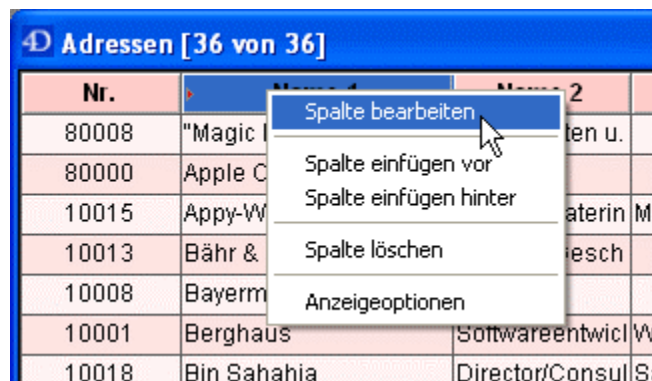 4D Adressen [36 von 36]
Nr. Name 1 Name 2
80008 "Magic ten u.
80000 Apple C
10015 Appy-W aterin M
10013 Bähr & esch
10008 Bayerm
10001 Berghaus Softwareentwicl W
10018 Bin Sahahia Director/Consul S
Spalte bearbeiten
Spalte einfügen vor
Spalte einfügen hinter
Spalte löschen
Anzeigeoptionen